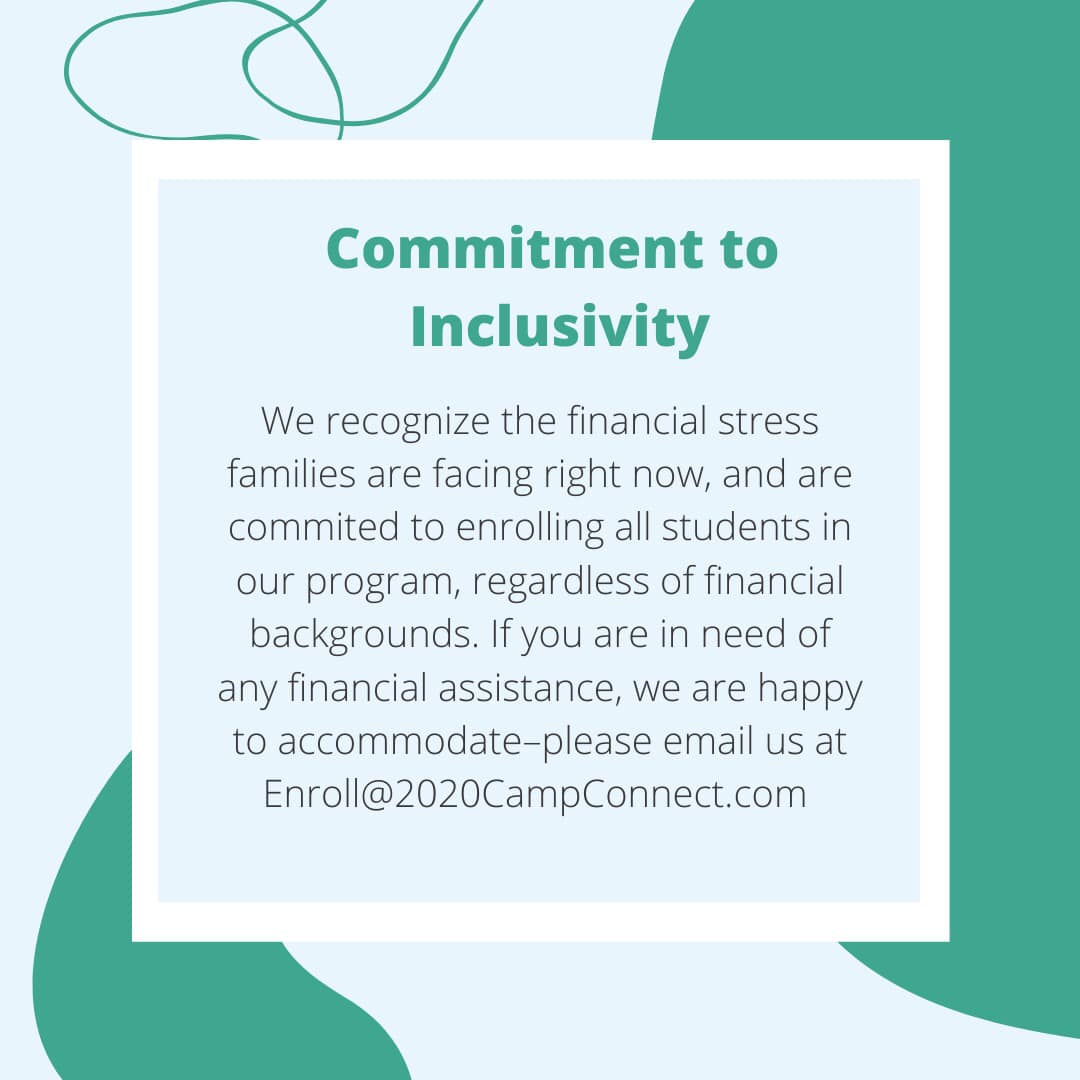 Commitment to
Inclusivity
We recognize the financial stress
families are facing right now, and are
commited to enrolling all students in
our program, regardless of financial
backgrounds. If you are in need of
any financial assistance, we are happy
to accommodate–please email us at
Enroll@2020CampConnect.com